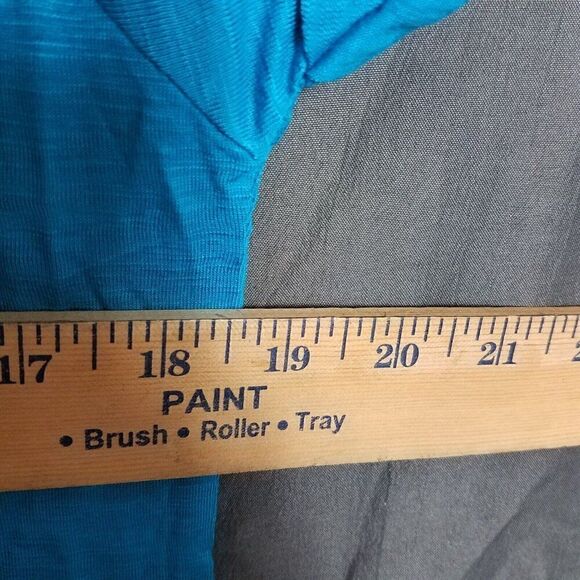 17 18 19 20 21
PAINT
• Brush • Roller • Tray